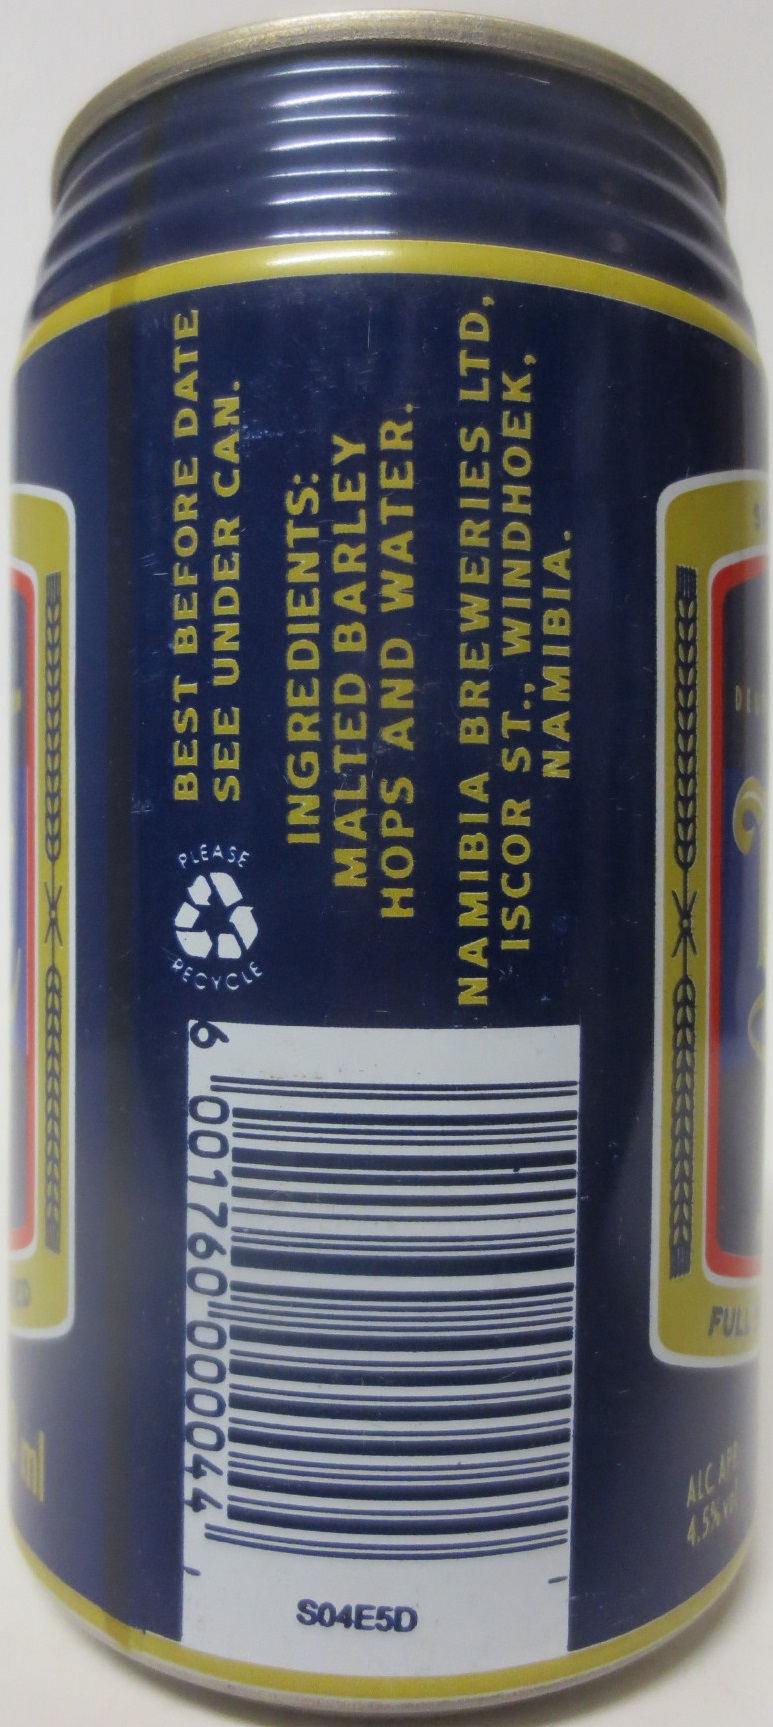 BEST BEFORE DATE
SEE UNDER CAN.
PLEASE
RECYCLE
INGREDIENTS:
MALTED BARLEY
HOPS AND WATER.
NAMIBIA BREWERIES LTD,
ISCOR ST., WINDHOEK,
NAMIBIA.
6 001760 000044
S04E5D
ml
FULL
ALC APP
4.5% vol